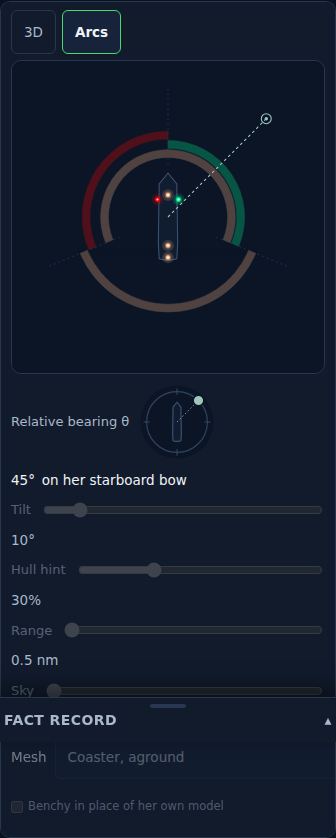 3D Arcs
Relative bearing θ
45° on her starboard bow
Tilt
10°
Hull hint
30%
Range
0.5 nm
Sky
FACT RECORD ▲
Mesh Coaster, aground
Benchy in place of her own model